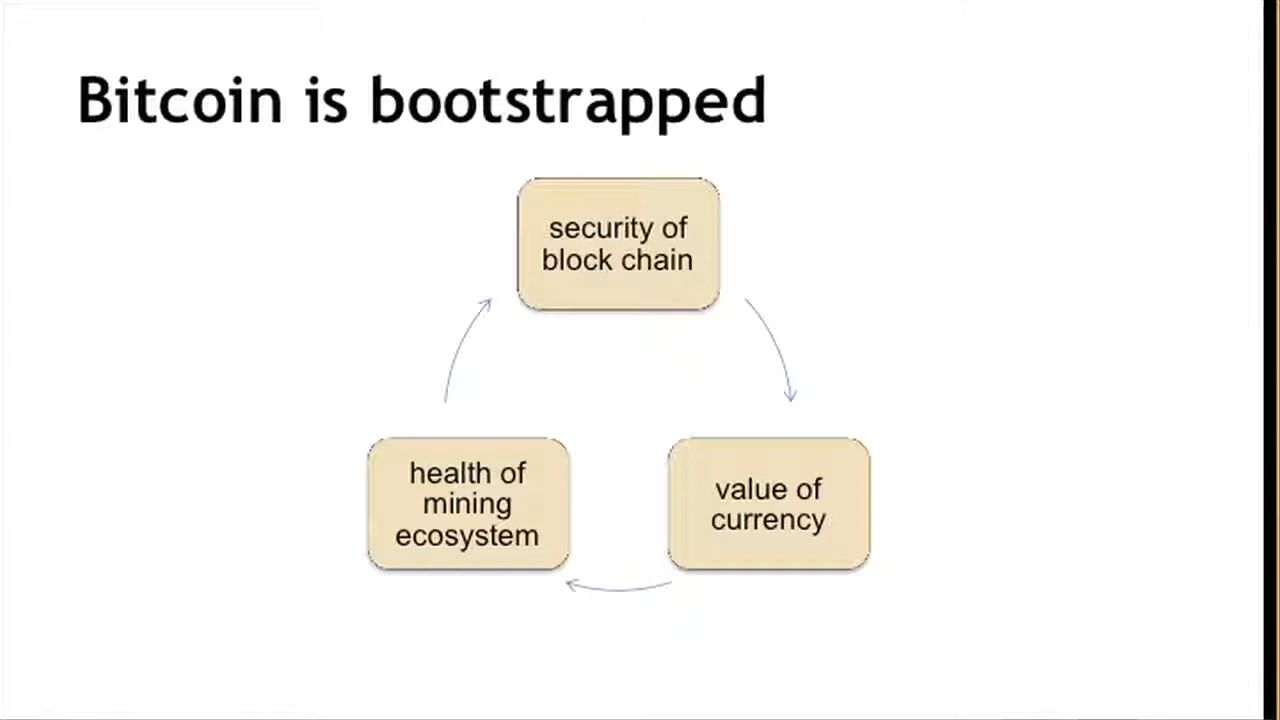 Bitcoin is bootstrapped
security of
block chain
health of
mining
ecosystem
value of
currency